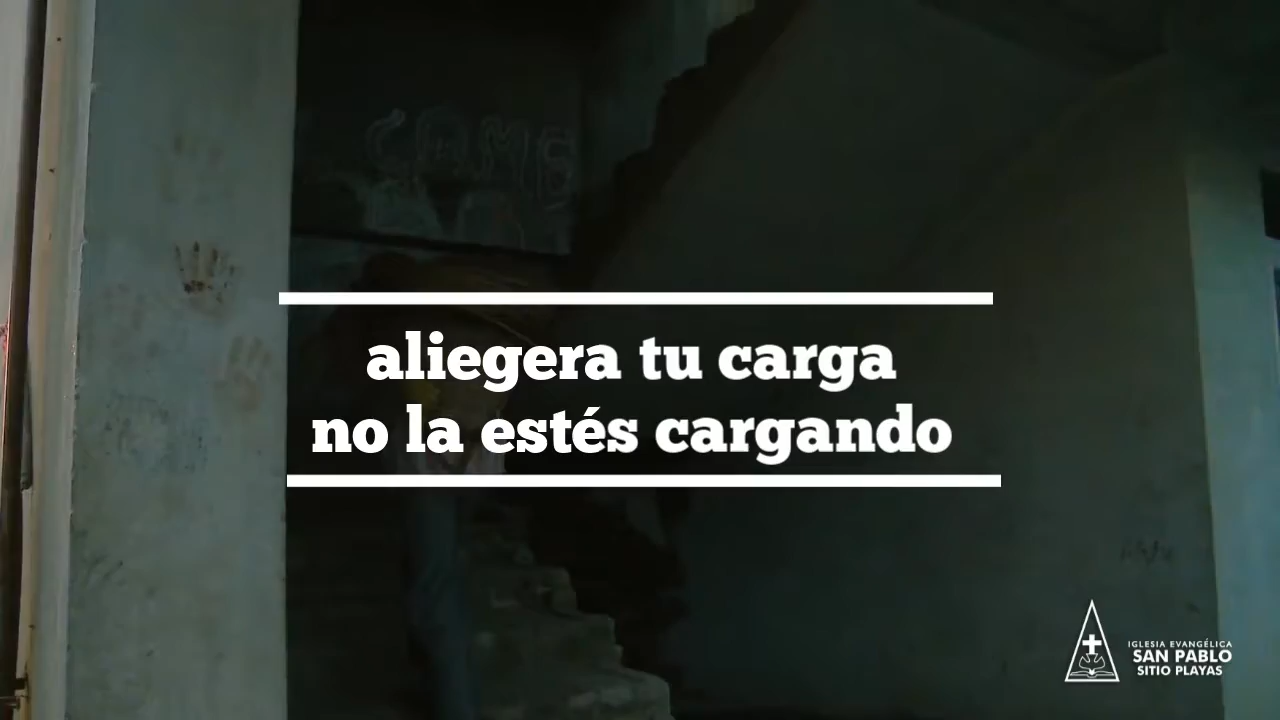 aliegera tu carga
no la estés cargando
IGLESIA EVANGÉLICA
SAN PABLO
SITIO PLAYAS